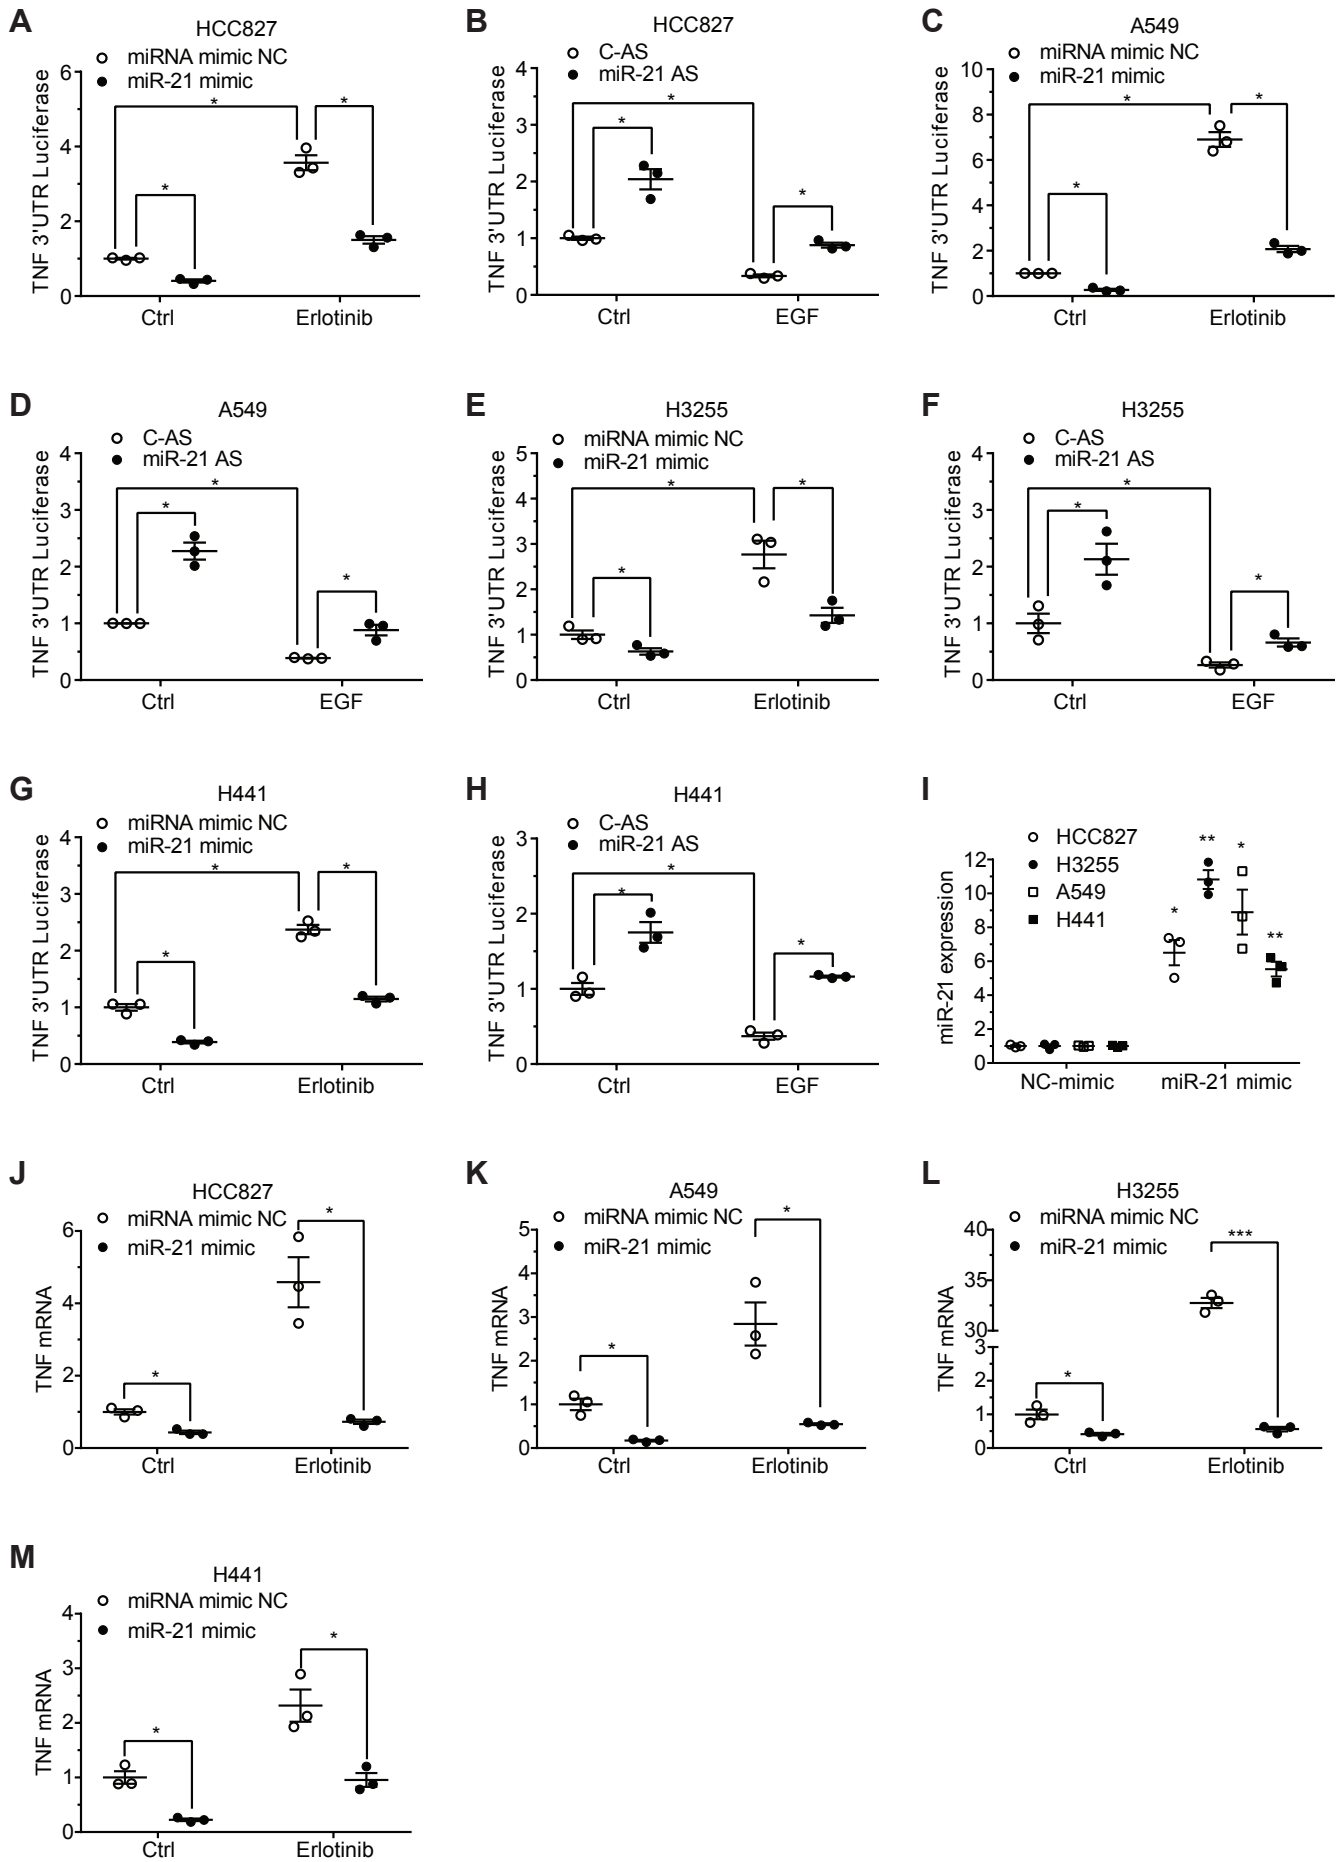 A
HCC827
miRNA mimic NC
miR-21 mimic
TNF 3'UTR Luciferase
6
4
2
0
*
*
*
Ctrl
Erlotinib
B
HCC827
C-AS
miR-21 AS
TNF 3'UTR Luciferase
4
3
2
1
0
*
*
*
Ctrl
EGF
C
A549
miRNA mimic NC
miR-21 mimic
TNF 3'UTR Luciferase
10
8
6
4
2
0
*
*
*
Ctrl
Erlotinib
D
A549
C-AS
miR-21 AS
TNF 3'UTR Luciferase
4
3
2
1
0
*
*
*
Ctrl
EGF
E
H3255
miRNA mimic NC
miR-21 mimic
TNF 3'UTR Luciferase
5
4
3
2
1
0
*
*
*
Ctrl
Erlotinib
F
H3255
C-AS
miR-21 AS
TNF 3'UTR Luciferase
4
3
2
1
0
*
*
*
Ctrl
EGF
G
H441
miRNA mimic NC
miR-21 mimic
TNF 3'UTR Luciferase
4
3
2
1
0
*
*
*
Ctrl
Erlotinib
H
H441
C-AS
miR-21 AS
TNF 3'UTR Luciferase
3
2
1
0
*
*
*
Ctrl
EGF
I
HCC827
H3255
A549
H441
miR-21 expression
12
10
8
6
4
2
0
*
**
*
**
NC-mimic
miR-21 mimic
J
HCC827
miRNA mimic NC
miR-21 mimic
TNF mRNA
6
4
2
0
*
*
Ctrl
Erlotinib
K
A549
miRNA mimic NC
miR-21 mimic
TNF mRNA
5
4
3
2
1
0
*
*
Ctrl
Erlotinib
L
H3255
miRNA mimic NC
miR-21 mimic
TNF mRNA
40
35
30
3
2
1
0
*
***
Ctrl
Erlotinib
M
H441
miRNA mimic NC
miR-21 mimic
TNF mRNA
4
3
2
1
0
*
*
Ctrl
Erlotinib